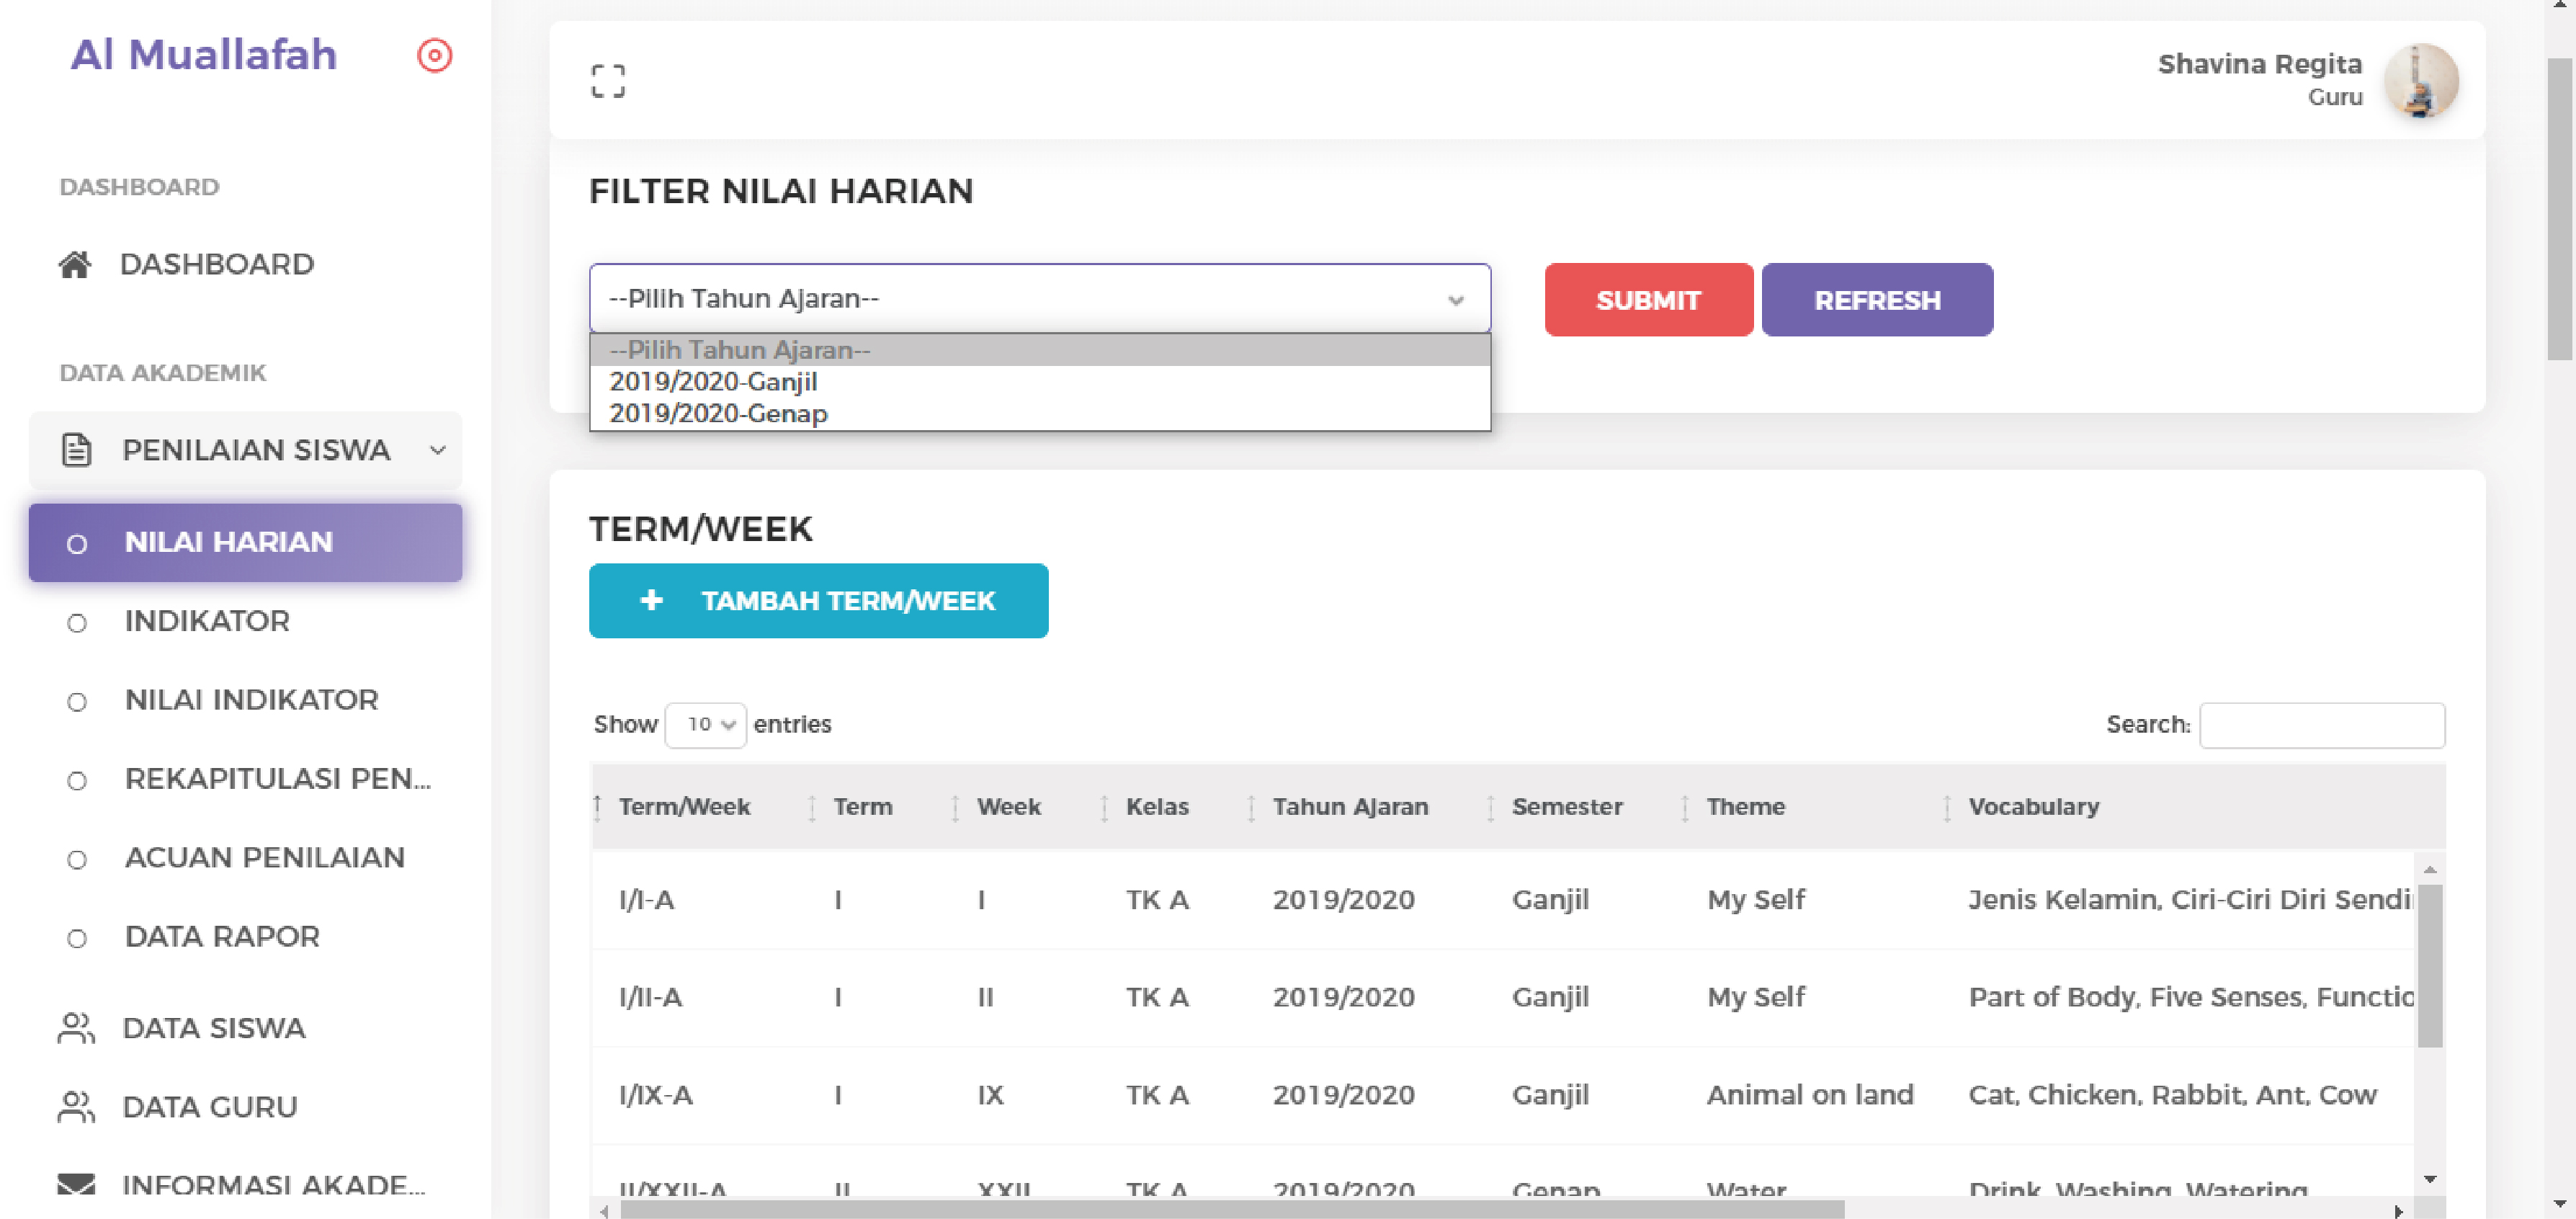 Al Muallafah
DASHBOARD
DASHBOARD
DATA AKADEMIK
PENILAIAN SISWA
NILAI HARIAN
INDIKATOR
NILAI INDIKATOR
REKAPITULASI PEN...
ACUAN PENILAIAN
DATA RAPOR
DATA SISWA
DATA GURU
INFORMASI AKADE...
Shavina Regita
Guru
FILTER NILAI HARIAN
--Pilih Tahun Ajaran--
SUBMIT REFRESH
--Pilih Tahun Ajaran--
2019/2020-Ganjil
2019/2020-Genap
TERM/WEEK
+ TAMBAH TERM/WEEK
Show 10 entries Search:
Term/Week Term Week Kelas Tahun Ajaran Semester Theme Vocabulary
I/I-A I I TK A 2019/2020 Ganjil My Self Jenis Kelamin, Ciri-Ciri Diri Sendi
I/II-A I II TK A 2019/2020 Ganjil My Self Part of Body, Five Senses, Functio
I/IX-A I IX TK A 2019/2020 Ganjil Animal on land Cat, Chicken, Rabbit, Ant, Cow
II/XXII-A II XXII TK A 2019/2020 Genap Water Drink, Washing, Watering